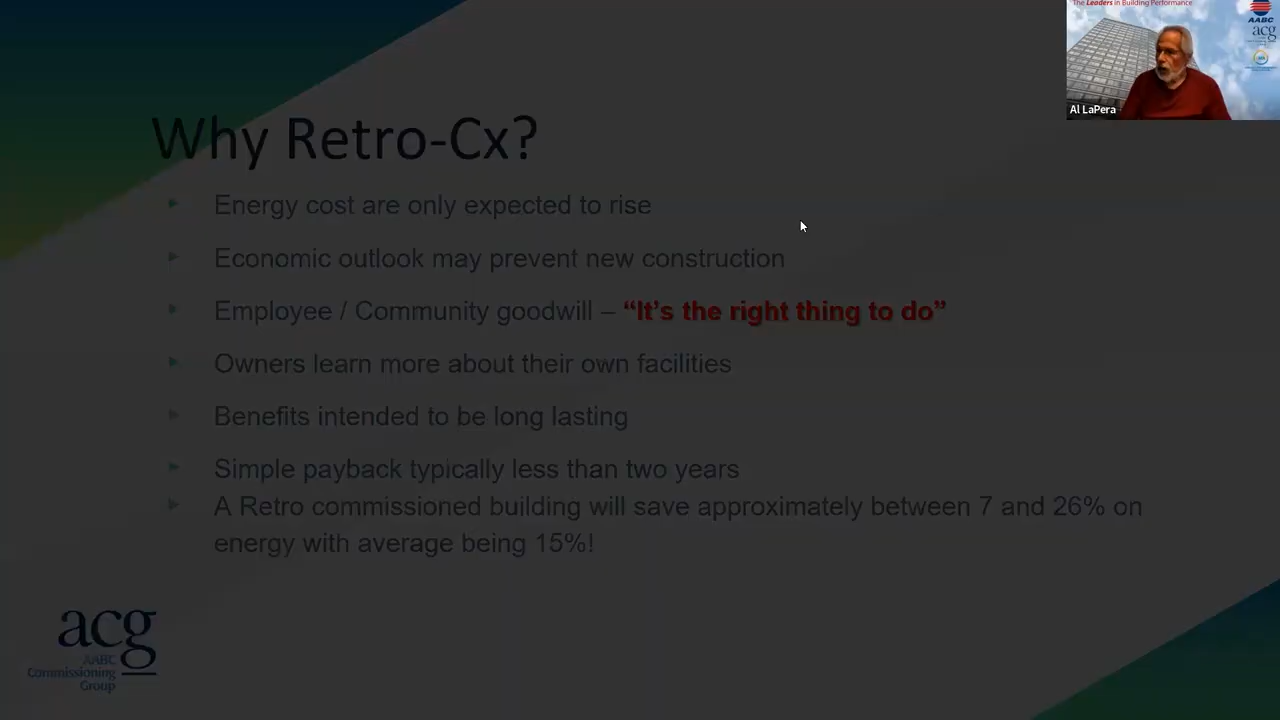 The Leaders in Building Performance
AABC
acg
Al LaPera
Why Retro-Cx?
Energy cost are only expected to rise
Economic outlook may prevent new construction
Employee / Community goodwill – “It’s the right thing to do”
Owners learn more about their own facilities
Benefits intended to be long lasting
Simple payback typically less than two years
A Retro commissioned building will save approximately between 7 and 26% on
energy with average being 15%!
acg
AABC
Commissioning
Group